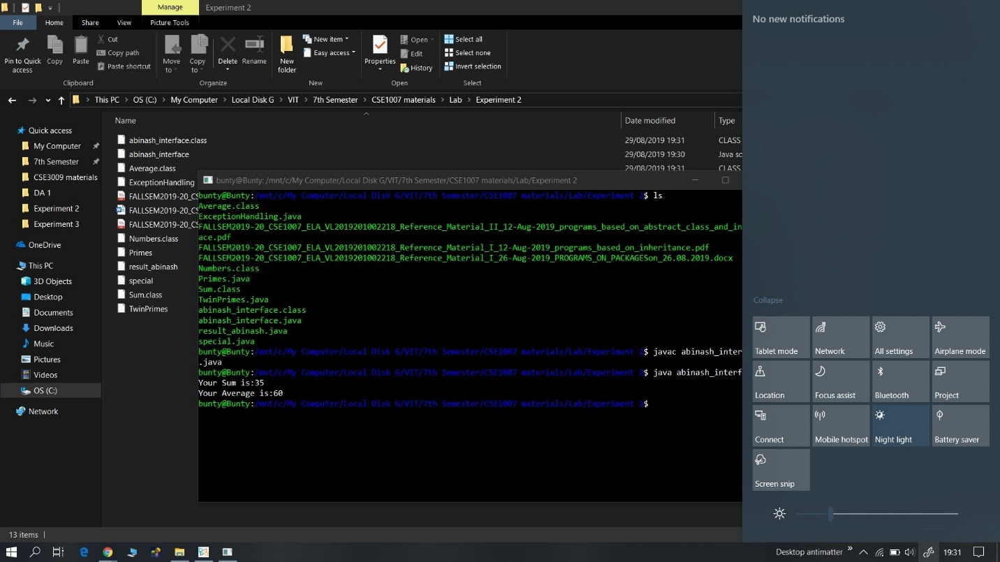 Manage
Experiment 2
File
Home
Share
View
Picture Tools
Pin to Quick access
Copy
Paste
Cut
Copy path
Paste shortcut
Clipboard
Move to
Copy to
Delete
Rename
Organize
New folder
New item
Easy access
New
Properties
Open
Edit
History
Open
Select all
Select none
Invert selection
Select
This PC > OS (C:) > My Computer > Local Disk G > VIT > 7th Semester > CSE1007 materials > Lab > Experiment 2
Name
Date modified
Type
Quick access
My Computer
7th Semester
CSE3009 materials
DA 1
Experiment 2
Experiment 3
OneDrive
This PC
3D Objects
Desktop
Documents
Downloads
Music
Pictures
Videos
OS (C:)
Network
abinash_interface.class 29/08/2019 19:31 CLASS
abinash_interface 29/08/2019 19:30 Java so
Average.class 29/08/2019 19:31 CLASS
ExceptionHandling
FALLSEM2019-20_CS
FALLSEM2019-20_CS
FALLSEM2019-20_CS
Numbers.class
Primes
result_abinash
special
Sum.class
TwinPrimes
bunty@Bunty: /mnt/c/My Computer/Local Disk G/VIT/7th Semester/CSE1007 materials/Lab/Experiment 2
bunty@Bunty:/mnt/c/My Computer/Local Disk G/VIT/7th Semester/CSE1007 materials/Lab/Experiment 2$ ls
Average.class
ExceptionHandling.java
FALLSEM2019-20_CSE1007_ELA_VL2019201002218_Reference_Material_II_12-Aug-2019_programs_based_on_abstract_class_and_in
ace.pdf
FALLSEM2019-20_CSE1007_ELA_VL2019201002218_Reference_Material_I_12-Aug-2019_programs_based_on_inheritance.pdf
FALLSEM2019-20_CSE1007_ELA_VL2019201002218_Reference_Material_I_26-Aug-2019_PROGRAMS_ON_PACKAGESon_26.08.2019.docx
Numbers.class
Primes.java
Sum.class
TwinPrimes.java
abinash_interface.class
abinash_interface.java
result_abinash.java
special.java
bunty@Bunty:/mnt/c/My Computer/Local Disk G/VIT/7th Semester/CSE1007 materials/Lab/Experiment 2$ javac abinash_inter
.java
bunty@Bunty:/mnt/c/My Computer/Local Disk G/VIT/7th Semester/CSE1007 materials/Lab/Experiment 2$ java abinash_interf
Your Sum is:35
Your Average is:60
bunty@Bunty:/mnt/c/My Computer/Local Disk G/VIT/7th Semester/CSE1007 materials/Lab/Experiment 2$
13 items
No new notifications
Collapse
Tablet mode
Network
All settings
Airplane mode
Location
Focus assist
Bluetooth
Project
Connect
Mobile hotspot
Night light
Battery saver
Screen snip
Desktop antimatter
19:31